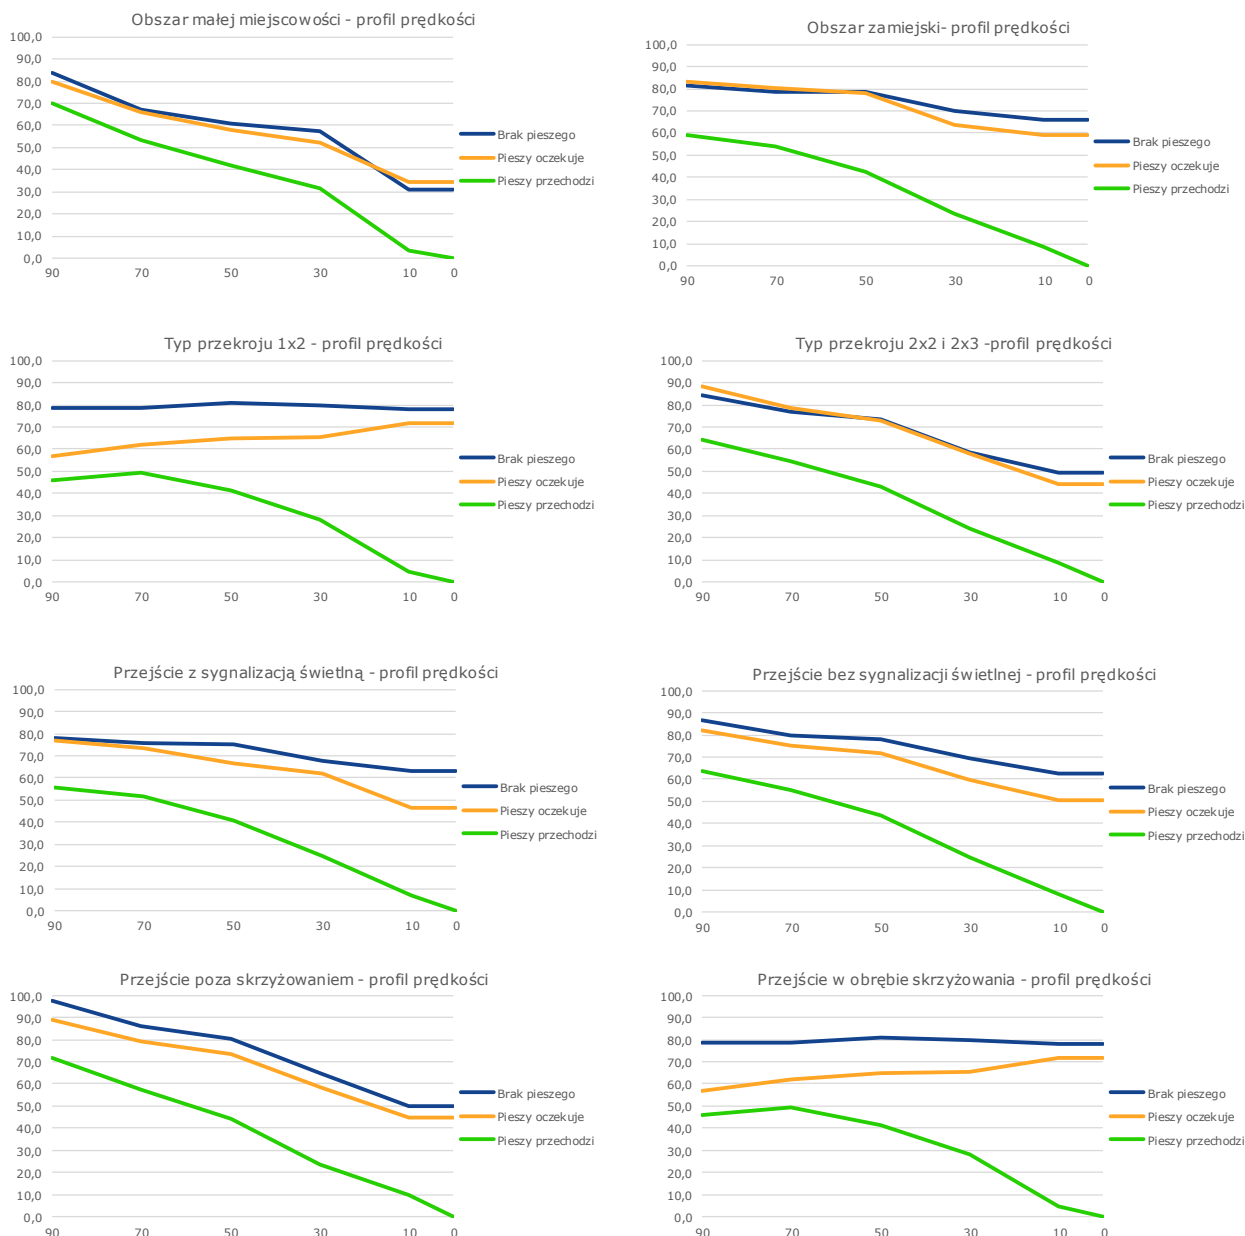 Obszar małej miejscowości - profil prędkości
100,0
90,0
80,0
70,0
60,0
50,0
40,0
30,0
20,0
10,0
0,0
90 70 50 30 10 0
Brak pieszego
Pieszy oczekuje
Pieszy przechodzi
Obszar zamiejski- profil prędkości
100,0
90,0
80,0
70,0
60,0
50,0
40,0
30,0
20,0
10,0
0,0
90 70 50 30 10 0
Brak pieszego
Pieszy oczekuje
Pieszy przechodzi
Typ przekroju 1x2 - profil prędkości
100,0
90,0
80,0
70,0
60,0
50,0
40,0
30,0
20,0
10,0
0,0
90 70 50 30 10 0
Brak pieszego
Pieszy oczekuje
Pieszy przechodzi
Typ przekroju 2x2 i 2x3 -profil prędkości
100,0
90,0
80,0
70,0
60,0
50,0
40,0
30,0
20,0
10,0
0,0
90 70 50 30 10 0
Brak pieszego
Pieszy oczekuje
Pieszy przechodzi
Przejście z sygnalizacją świetlną - profil prędkości
100,0
90,0
80,0
70,0
60,0
50,0
40,0
30,0
20,0
10,0
0,0
90 70 50 30 10 0
Brak pieszego
Pieszy oczekuje
Pieszy przechodzi
Przejście bez sygnalizacji świetlnej - profil prędkości
100,0
90,0
80,0
70,0
60,0
50,0
40,0
30,0
20,0
10,0
0,0
90 70 50 30 10 0
Brak pieszego
Pieszy oczekuje
Pieszy przechodzi
Przejście poza skrzyżowaniem - profil prędkości
100,0
90,0
80,0
70,0
60,0
50,0
40,0
30,0
20,0
10,0
0,0
90 70 50 30 10 0
Brak pieszego
Pieszy oczekuje
Pieszy przechodzi
Przejście w obrębie skrzyżowania - profil prędkości
100,0
90,0
80,0
70,0
60,0
50,0
40,0
30,0
20,0
10,0
0,0
90 70 50 30 10 0
Brak pieszego
Pieszy oczekuje
Pieszy przechodzi